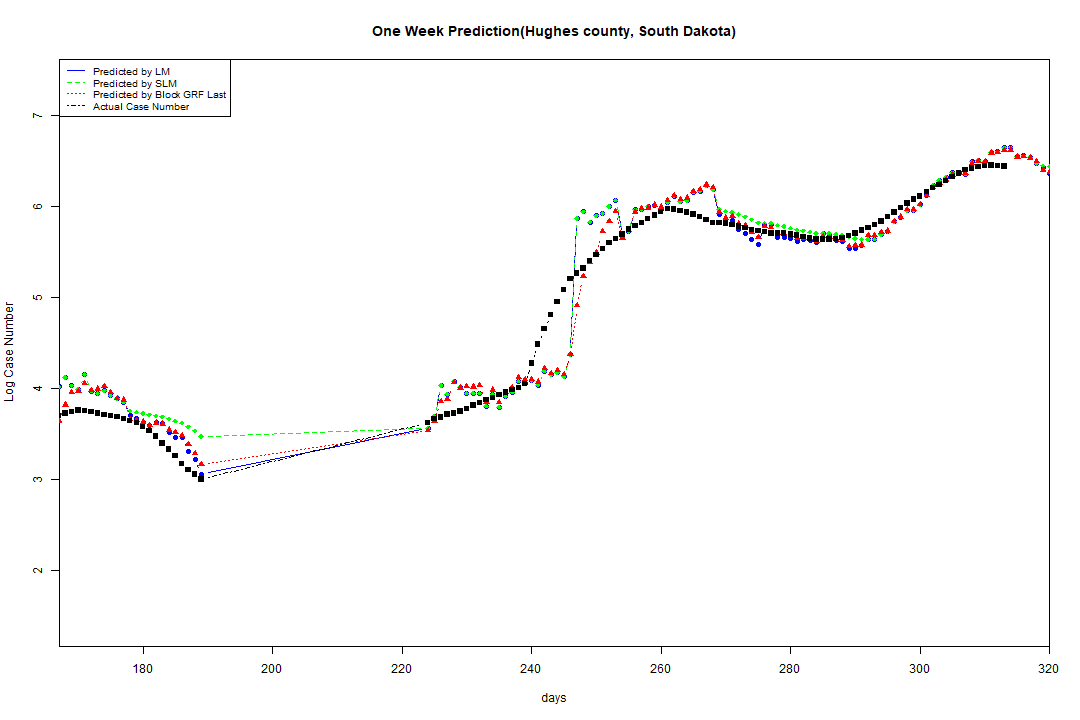 One Week Prediction(Hughes county, South Dakota)
Predicted by LM
Predicted by SLM
Predicted by Block GRF Last
Actual Case Number
7
6
5
4
3
2
Log Case Number
180 200 220 240 260 280 300 320
days